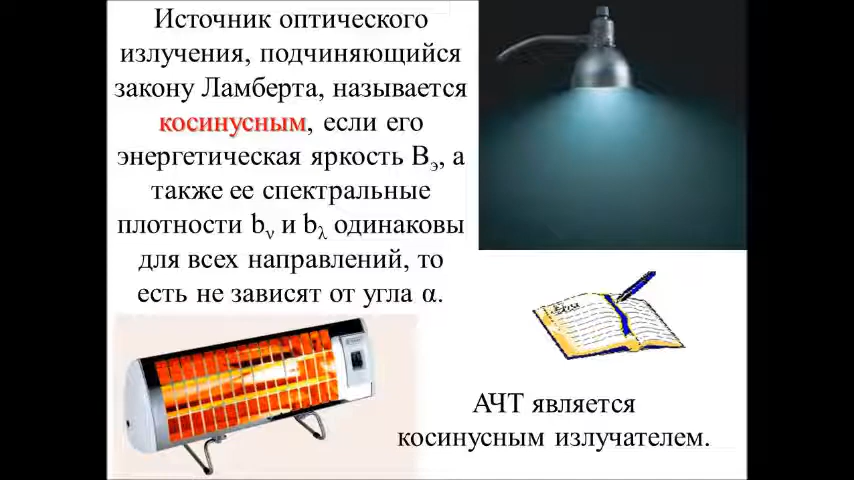 Источник оптического
излучения, подчиняющийся
закону Ламберта, называется
косинусным, если его
энергетическая яркость Bэ, а
также ее спектральные
плотности bν и bλ одинаковы
для всех направлений, то
есть не зависят от угла α.
АЧТ является
косинусным излучателем.